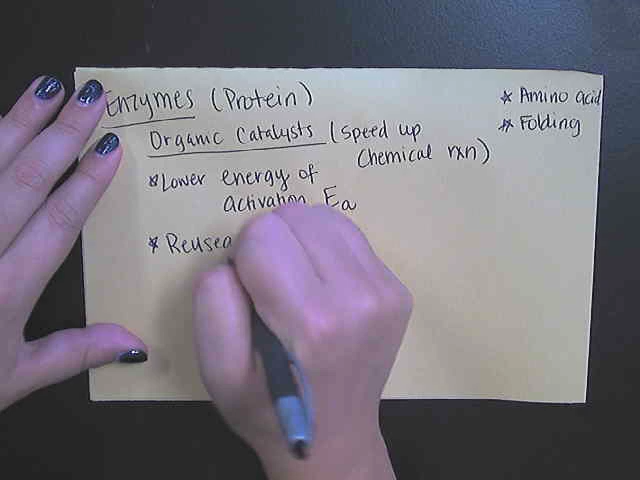 Enzymes (Protein)
* Amino acid
* Folding
Organic Catalysts (speed up
Chemical rxn)
* Lower energy of
activation Ea
* Reusea